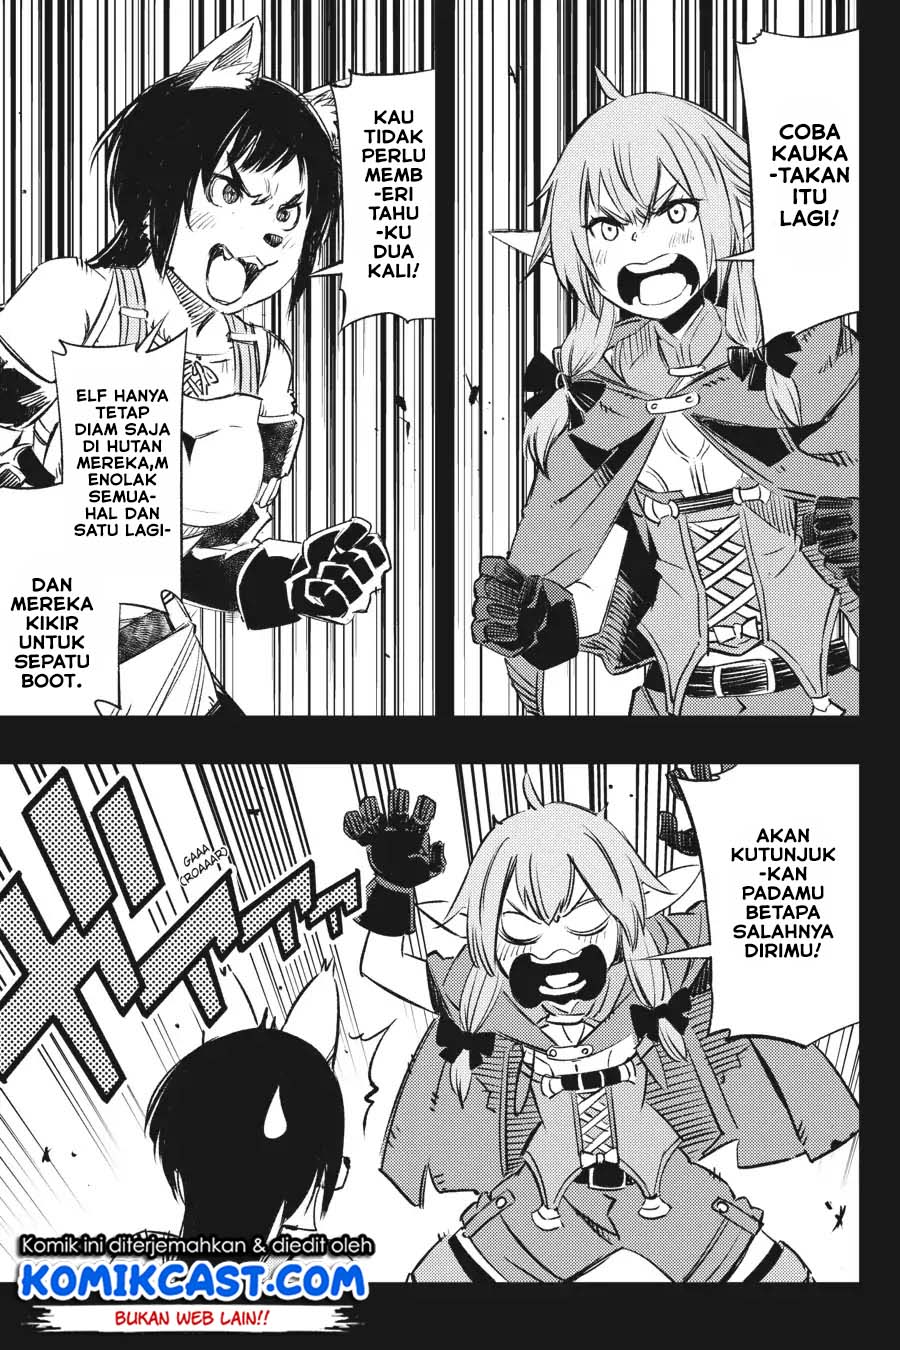 COBA
KAUKA
-TAKAN
ITU
LAGI!
KAU
TIDAK
PERLU
MEMB
-ERI
TAHU
-KU
DUA
KALI!
ELF HANYA
TETAP
DIAM SAJA
DI HUTAN
MEREKA,M
ENOLAK
SEMUA-
HAL DAN
SATU LAGI-
DAN
MEREKA
KIKIR
UNTUK
SEPATU
BOOT.
AKAN
KUTUNJUK
-KAN
PADAMU
BETAPA
SALAHNYA
DIRIMU!
GAAA
(ROAAAR)
Komik ini diterjemahkan & diedit oleh
KOMIKCAST.COM
BUKAN WEB LAIN!!